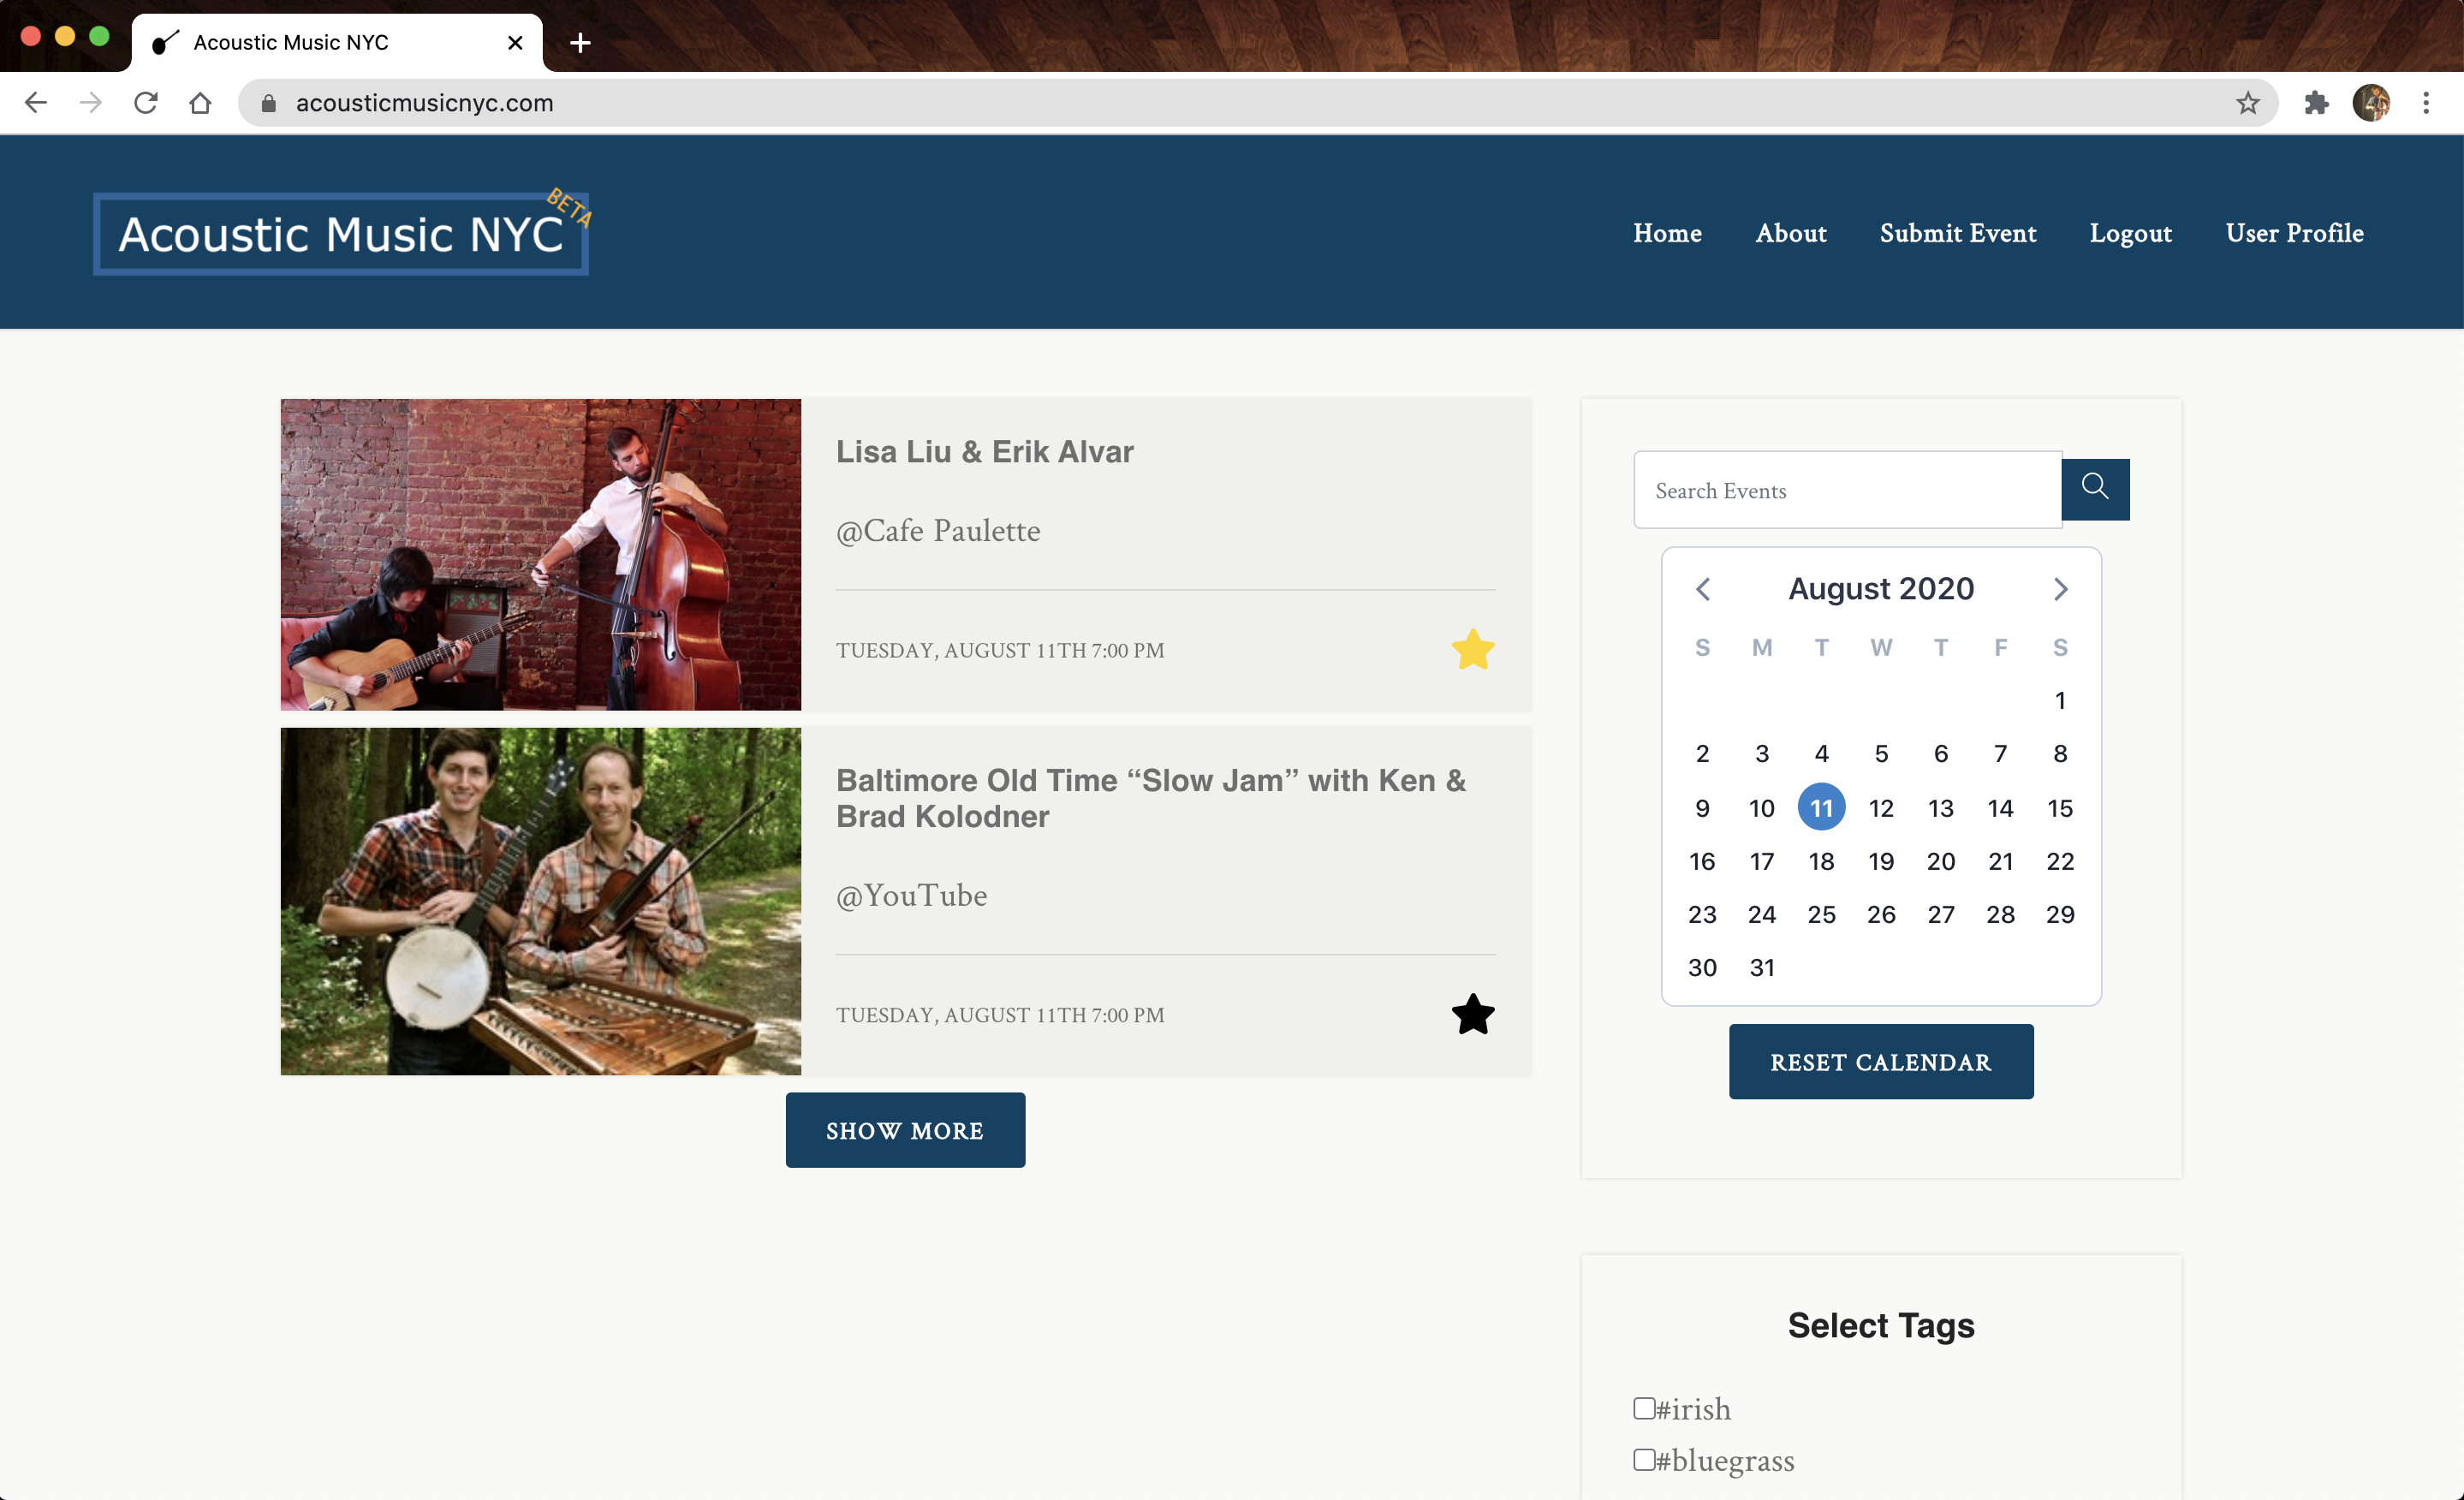 Acoustic Music NYC
acousticmusicnyc.com
Acoustic Music NYC BETA
Home About Submit Event Logout User Profile
Lisa Liu & Erik Alvar
@Cafe Paulette
TUESDAY, AUGUST 11TH 7:00 PM
Baltimore Old Time “Slow Jam” with Ken &
Brad Kolodner
@YouTube
TUESDAY, AUGUST 11TH 7:00 PM
SHOW MORE
Search Events
August 2020
S M T W T F S
1
2 3 4 5 6 7 8
9 10 11 12 13 14 15
16 17 18 19 20 21 22
23 24 25 26 27 28 29
30 31
RESET CALENDAR
Select Tags
#irish
#bluegrass